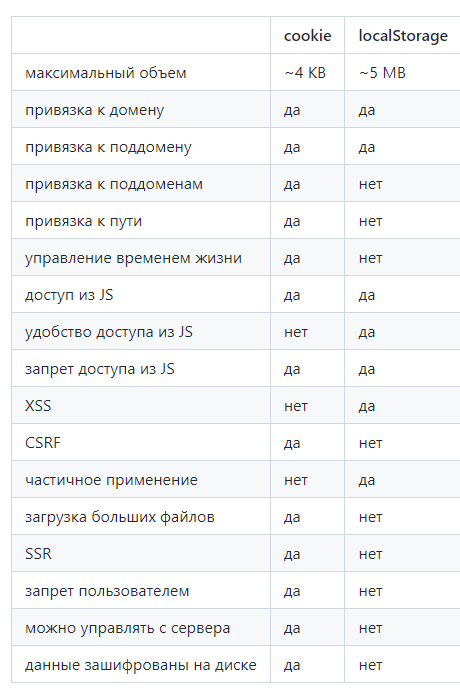 cookie localStorage
максимальный объем ~4 KB ~5 MB
привязка к домену да да
привязка к поддомену да да
привязка к поддоменам да нет
привязка к пути да нет
управление временем жизни да нет
доступ из JS да да
удобство доступа из JS нет да
запрет доступа из JS да да
XSS нет да
CSRF да нет
частичное применение нет да
загрузка больших файлов да нет
SSR да нет
запрет пользователем да нет
можно управлять с сервера да нет
данные зашифрованы на диске да нет